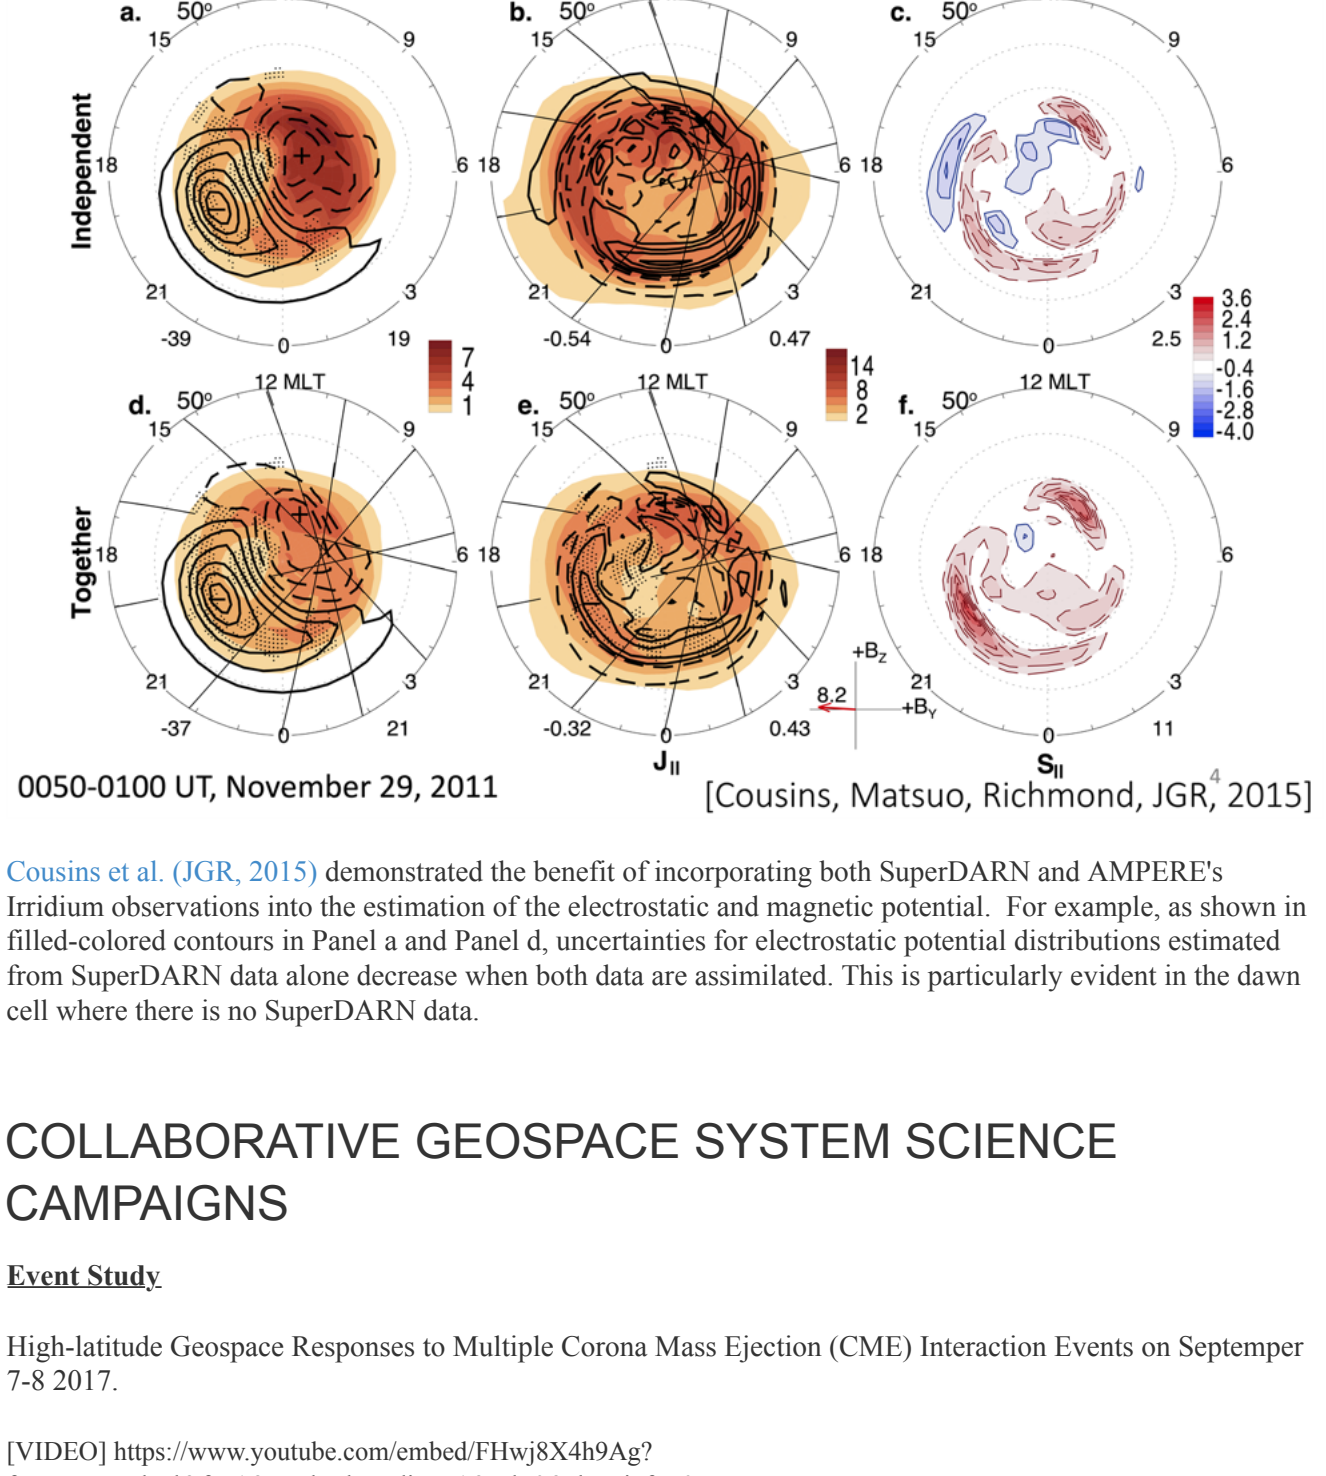 a. 50° b. 50° c. 50°
15 9 15 9 15 9
Independent
18 6 18 6 18 6
21 3 21 3 21 3
-39 0 19 -0.54 0 0.47 0 2.5
7
4
1
14
8
2
3.6
2.4
1.2
-0.4
-1.6
-2.8
-4.0
12 MLT 12 MLT 12 MLT
d. 50° e. 50° f. 50°
15 9 15 9 15 9
Together
18 6 18 6 18 6
21 3 21 3 21 3
+BZ
8.2
+BY
-37 0 21 -0.32 0 0.43 0 11
J|| S||
0050-0100 UT, November 29, 2011
4
[Cousins, Matsuo, Richmond, JGR, 2015]
Cousins et al. (JGR, 2015) demonstrated the benefit of incorporating both SuperDARN and AMPERE's
Irridium observations into the estimation of the electrostatic and magnetic potential.  For example, as shown in
filled-colored contours in Panel a and Panel d, uncertainties for electrostatic potential distributions estimated
from SuperDARN data alone decrease when both data are assimilated. This is particularly evident in the dawn
cell where there is no SuperDARN data.
COLLABORATIVE GEOSPACE SYSTEM SCIENCE
CAMPAIGNS
Event Study
High-latitude Geospace Responses to Multiple Corona Mass Ejection (CME) Interaction Events on Septemper
7-8 2017.
[VIDEO] https://www.youtube.com/embed/FHwj8X4h9Ag?